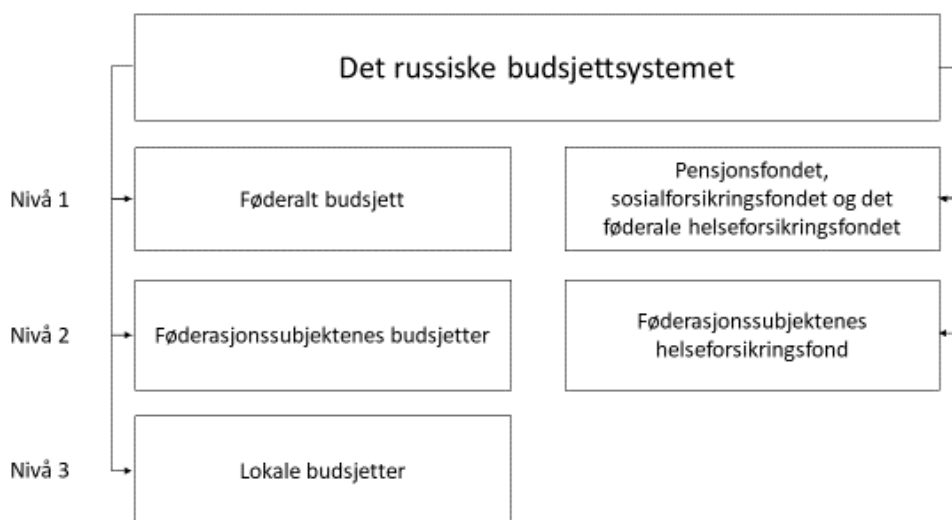 Det russiske budsjettsystemet
Nivå 1
Føderalt budsjett
Pensjonsfondet,
sosialforsikringsfondet og det
føderale helseforsikringsfondet
Nivå 2
Føderasjonssubjektenes budsjetter
Føderasjonssubjektenes
helseforsikringsfond
Nivå 3
Lokale budsjetter